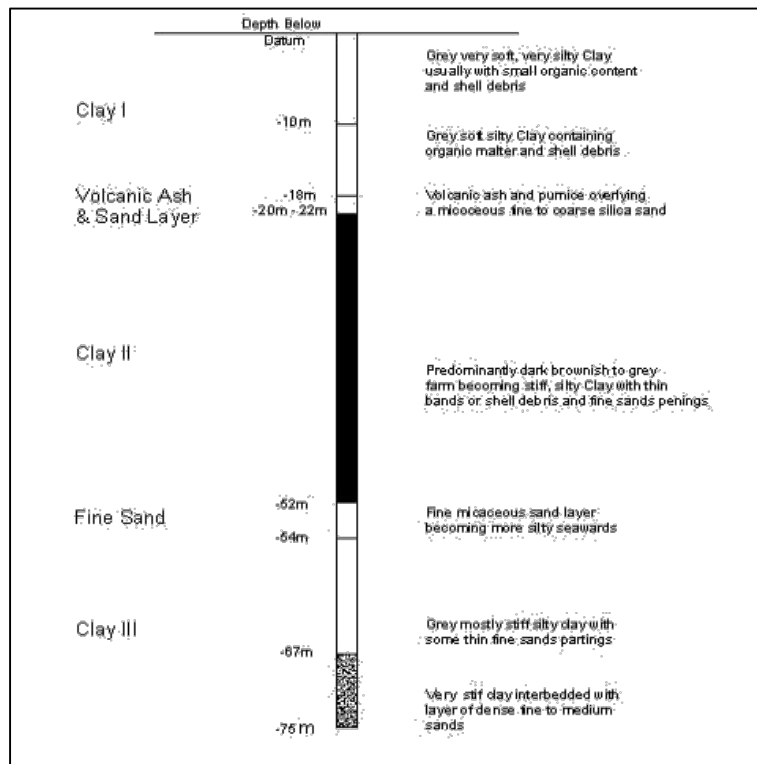 Depth Below
Datum
Grey very soft, very silty Clay
usually with small organic content
and shell debris
Clay I
-10m
Grey soft silty Clay containing
organic malter and shell debris
-18m
Volcanic Ash
& Sand Layer
-20m -22m
Volcanic ash and pumice overlying
a micoceous fine to coarse silica sand
Clay II
Predominantly dark brownish to grey
farm becoming stiff, silty Clay with thin
bands or shell debris and fine sands penings
-52m
Fine Sand
Fine micaceous sand layer
becoming more silty seawards
-54m
Clay III
Grey mostly stiff silty clay with
some thin fine sands partings
-67m
Very stif clay interbedded with
layer of dense fine to medium
sands
-75m